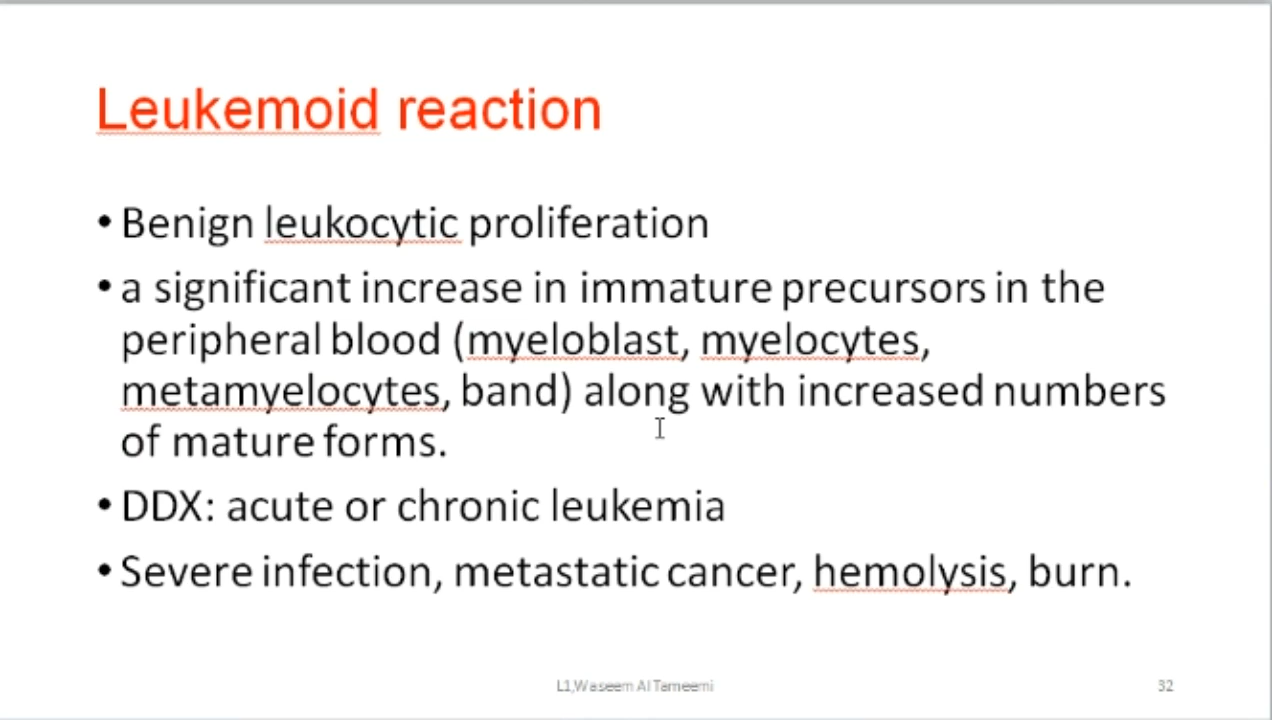 Leukemoid reaction
• Benign leukocytic proliferation
• a significant increase in immature precursors in the
peripheral blood (myeloblast, myelocytes,
metamyelocytes, band) along with increased numbers
of mature forms.
• DDX: acute or chronic leukemia
• Severe infection, metastatic cancer, hemolysis, burn.
L1,Waseem Al Tameemi
32